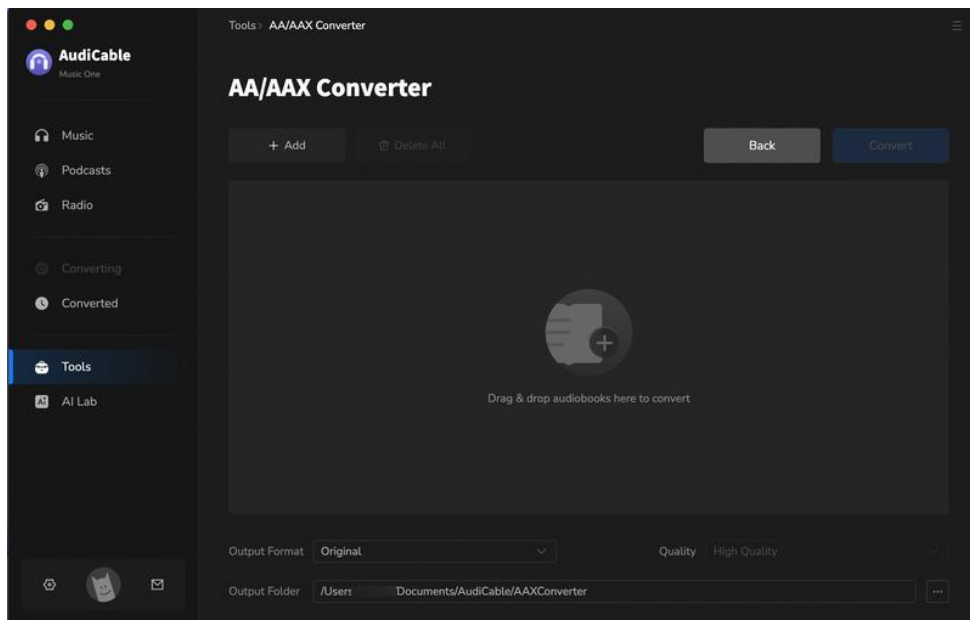 Tools › AA/AAX Converter
AudiCable
Music One
AA/AAX Converter
Music
Podcasts
Radio
Converting
Converted
Tools
AI Lab
+ Add
Delete All
Back
Convert
Drag & drop audiobooks here to convert
Output Format Original
Quality High Quality
Output Folder /Users Documents/AudiCable/AAXConverter